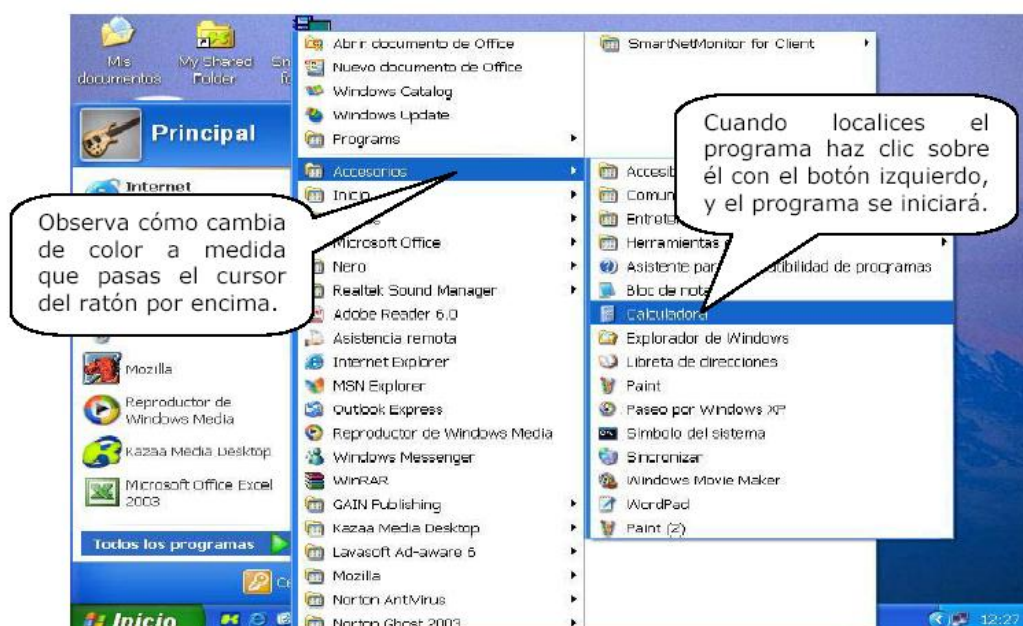 Mis
documentos
My Shared
Folder
Principal
Internet
Mozilla
Reproductor de
Windows Media
Kazaa Media Desktop
Microsoft Office Excel
2003
Todos los programas
Inicio
Abrir documento de Office
Nuevo documento de Office
Windows Catalog
Windows Update
Programs
Accesorios
Inicio
Microsoft Office
Nero
Realtek Sound Manager
Adobe Reader 6.0
Asistencia remota
Internet Explorer
MSN Explorer
Outlook Express
Reproductor de Windows Media
Windows Messenger
WinRAR
GAIN Publishing
Kazaa Media Desktop
Lavasoft Ad-aware 6
Mozilla
Norton AntiVirus
Norton Ghost 2003
SmartNetMonitor for Client
Herramientas
Asistente
de programas
Bloc de
Calculadora
Explorador de Windows
Libreta de direcciones
Paint
Paseo por Windows XP
Símbolo del sistema
Sincronizar
Windows Movie Maker
WordPad
Paint (2)
Observa cómo cambia
de color a medida
que pasas el cursor
del ratón por encima.
Cuando localices el
programa haz clic sobre
él con el botón izquierdo,
y el programa se iniciará.
12:27